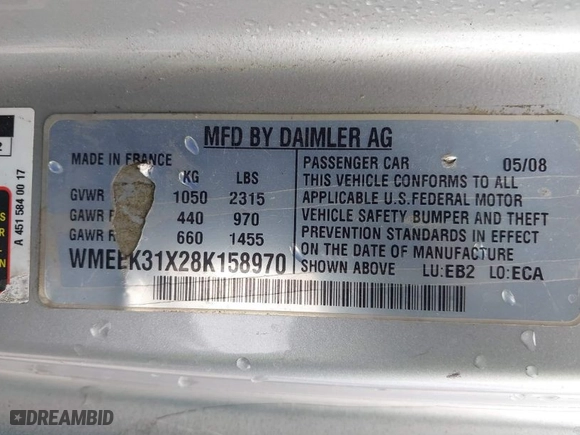 MFD BY DAIMLER AG
MADE IN FRANCE
KG LBS
GVWR 1050 2315
GAWR F 440 970
GAWR R 660 1455
WMEEK31X28K158970
PASSENGER CAR 05/08
THIS VEHICLE CONFORMS TO ALL
APPLICABLE U.S.FEDERAL MOTOR
VEHICLE SAFETY BUMPER AND THEFT
PREVENTION STANDARDS IN EFFECT
ON THE DATE OF MANUFACTURE
SHOWN ABOVE LU:EB2 LO:ECA
A 451 584 00 17
DREAMBID